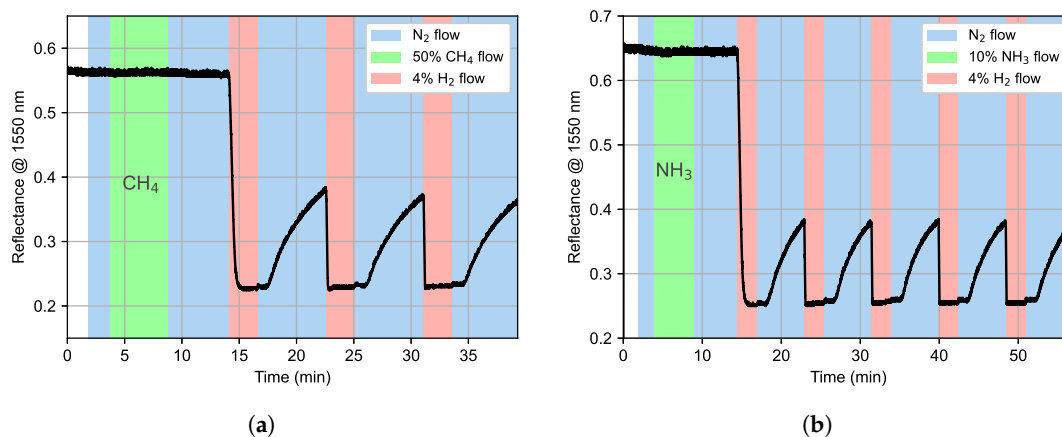 0.6
0.5
0.4
0.3
0.2
Reflectance @ 1550 nm
N₂ flow
50% CH₄ flow
4% H₂ flow
CH₄
0 5 10 15 20 25 30 35
Time (min)
(a)
0.7
0.6
0.5
0.4
0.3
0.2
Reflectance @ 1550 nm
N₂ flow
10% NH₃ flow
4% H₂ flow
NH₃
0 10 20 30 40 50
Time (min)
(b)